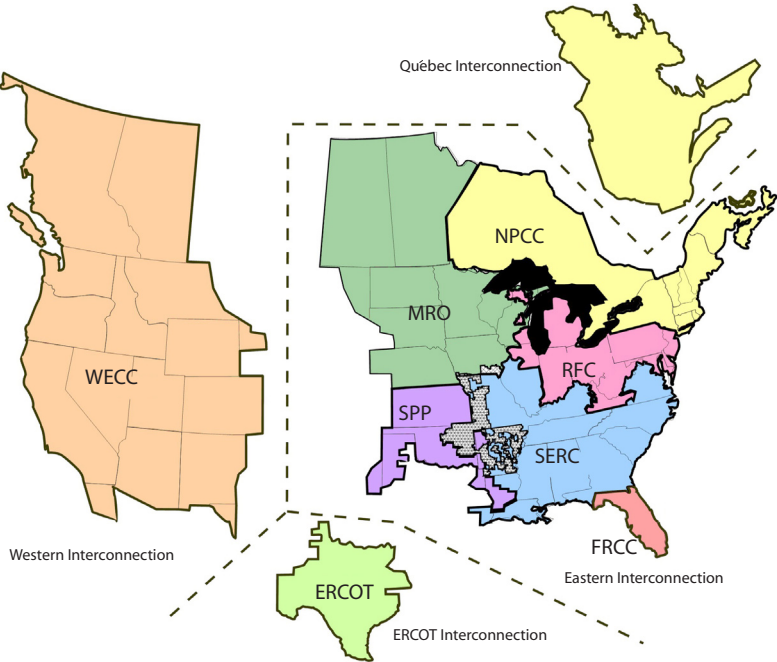 Québec Interconnection
NPCC
MRO
WECC
RFC
SPP
SERC
FRCC
Western Interconnection
Eastern Interconnection
ERCOT
ERCOT Interconnection